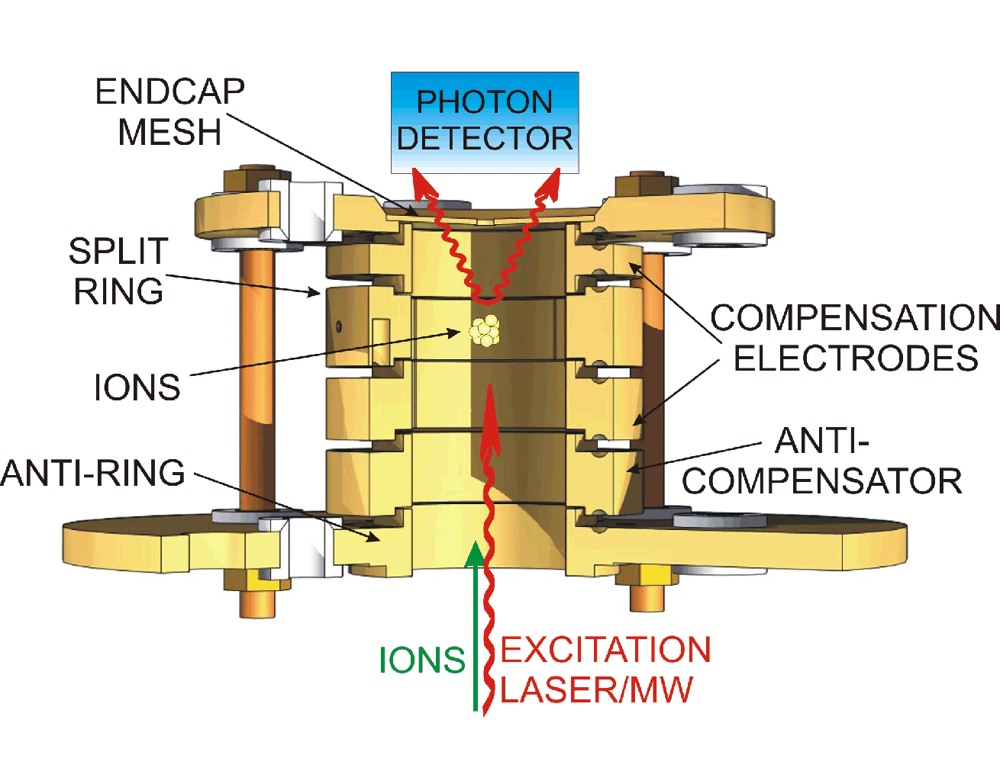 ENDCAP
MESH
PHOTON
DETECTOR
SPLIT
RING
COMPENSATION
ELECTRODES
IONS
ANTI-
COMPENSATOR
ANTI-RING
IONS
EXCITATION
LASER/MW